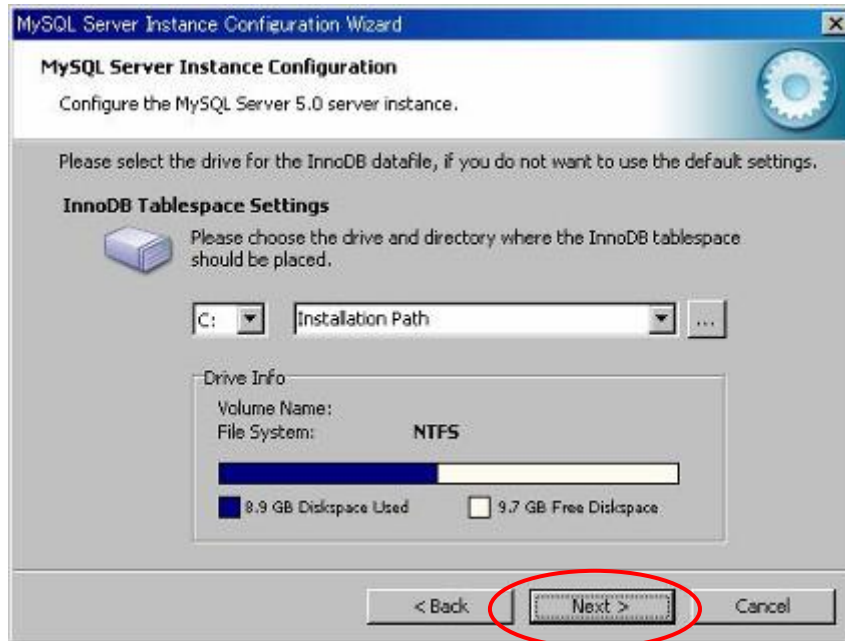 MySQL Server Instance Configuration Wizard
MySQL Server Instance Configuration
Configure the MySQL Server 5.0 server instance.
Please select the drive for the InnoDB datafile, if you do not want to use the default settings.
InnoDB Tablespace Settings
Please choose the drive and directory where the InnoDB tablespace
should be placed.
C: Installation Path ...
Drive Info
Volume Name:
File System: NTFS
8.9 GB Diskspace Used 9.7 GB Free Diskspace
< Back Next > Cancel